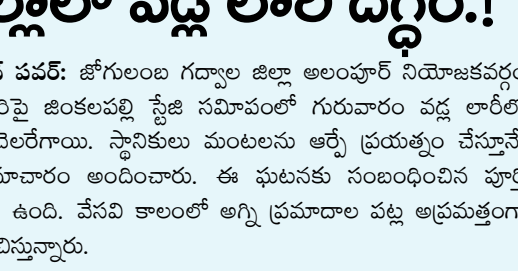 ల్లాలో వడ్ల లారీ దగ్ధం.!
పవర్: జోగులంబ గద్వాల జిల్లా అలంపూర్ నియోజకవర్గం
రిపై జింకలపల్లి స్టేజి సమీపంలో గురువారం వడ్ల లారీలో
చెలరేగాయి. స్థానికులు మంటలను ఆర్పే ప్రయత్నం చేస్తూనే
మాచారం అందించారు. ఈ ఘటనకు సంబంధించిన పూర్తి
ఉంది. వేసవి కాలంలో అగ్ని ప్రమాదాల పట్ల అప్రమత్తంగా
చిస్తున్నారు.